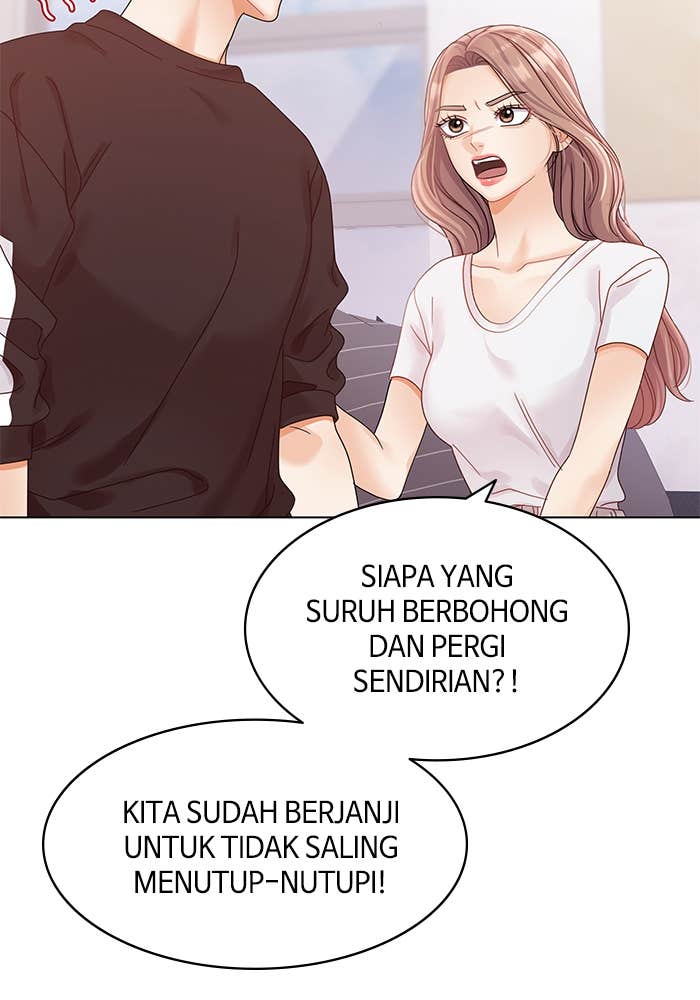 SIAPA YANG
SURUH BERBOHONG
DAN PERGI
SENDIRIAN?!
KITA SUDAH BERJANJI
UNTUK TIDAK SALING
MENUTUP-NUTUPI!